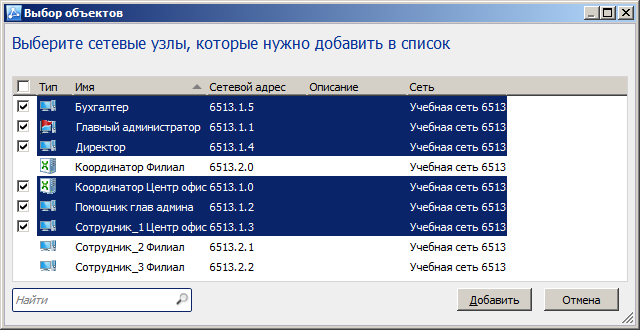 Выбор объектов
Выберите сетевые узлы, которые нужно добавить в список
Тип Имя Сетевой адрес Описание Сеть
Бухгалтер 6513.1.5 Учебная сеть 6513
Главный администратор 6513.1.1 Учебная сеть 6513
Директор 6513.1.4 Учебная сеть 6513
Координатор Филиал 6513.2.0 Учебная сеть 6513
Координатор Центр офис 6513.1.0 Учебная сеть 6513
Помощник глав админа 6513.1.2 Учебная сеть 6513
Сотрудник_1 Центр офис 6513.1.3 Учебная сеть 6513
Сотрудник_2 Филиал 6513.2.1 Учебная сеть 6513
Сотрудник_3 Филиал 6513.2.2 Учебная сеть 6513
Найти Добавить Отмена